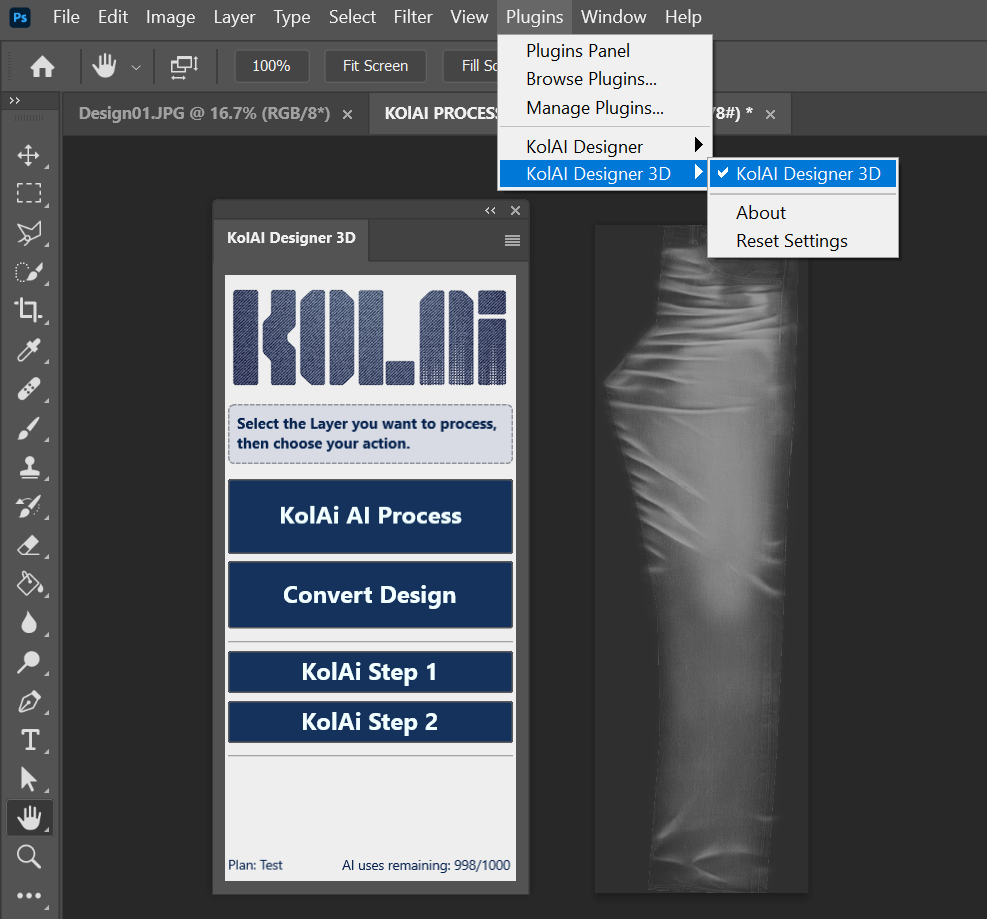 Ps File Edit Image Layer Type Select Filter View Plugins Window Help
100% Fit Screen Fill Sc
Plugins Panel
Browse Plugins...
Manage Plugins...
KolAI Designer
KolAI Designer 3D
KolAI Designer 3D
About
Reset Settings
Design01.JPG @ 16.7% (RGB/8*) ×
KOlAI PROCES /8#) * ×
KolAI Designer 3D
KOLAi
Select the Layer you want to process,
then choose your action.
KolAi AI Process
Convert Design
KolAi Step 1
KolAi Step 2
Plan: Test AI uses remaining: 998/1000